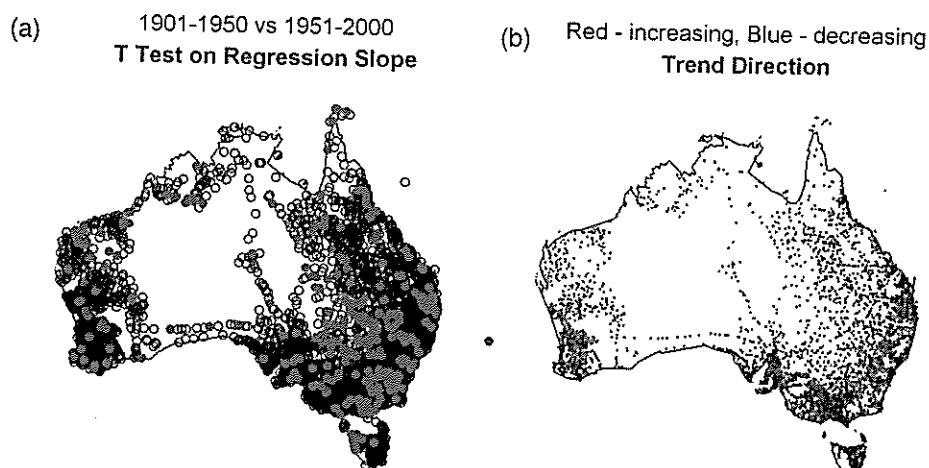 (a)
1901-1950 vs 1951-2000
T Test on Regression Slope
(b)
Red - increasing, Blue - decreasing
Trend Direction